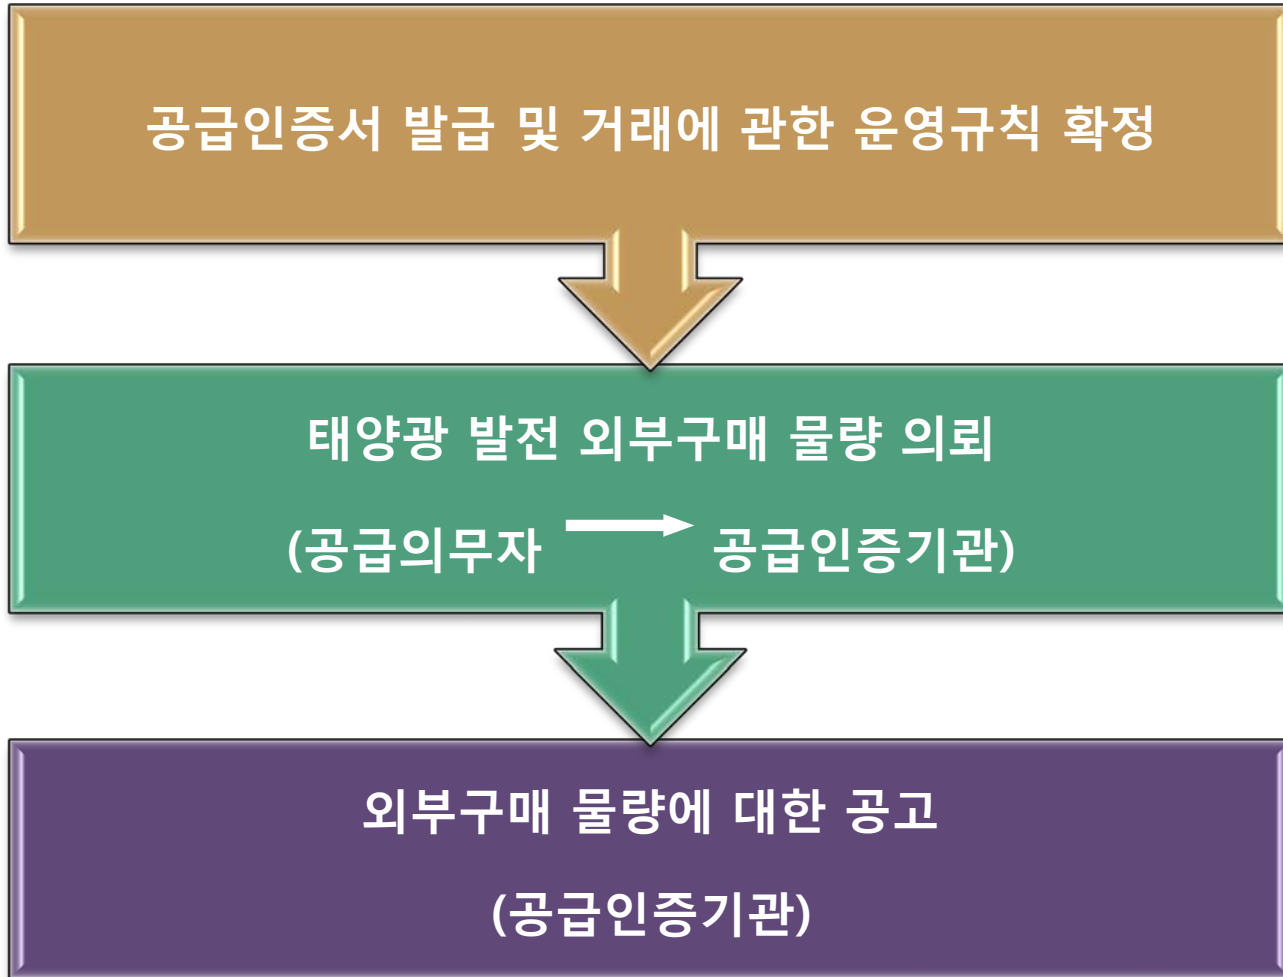 공급인증서 발급 및 거래에 관한 운영규칙 확정
태양광 발전 외부구매 물량 의뢰
(공급의무자 공급인증기관)
외부구매 물량에 대한 공고
(공급인증기관)